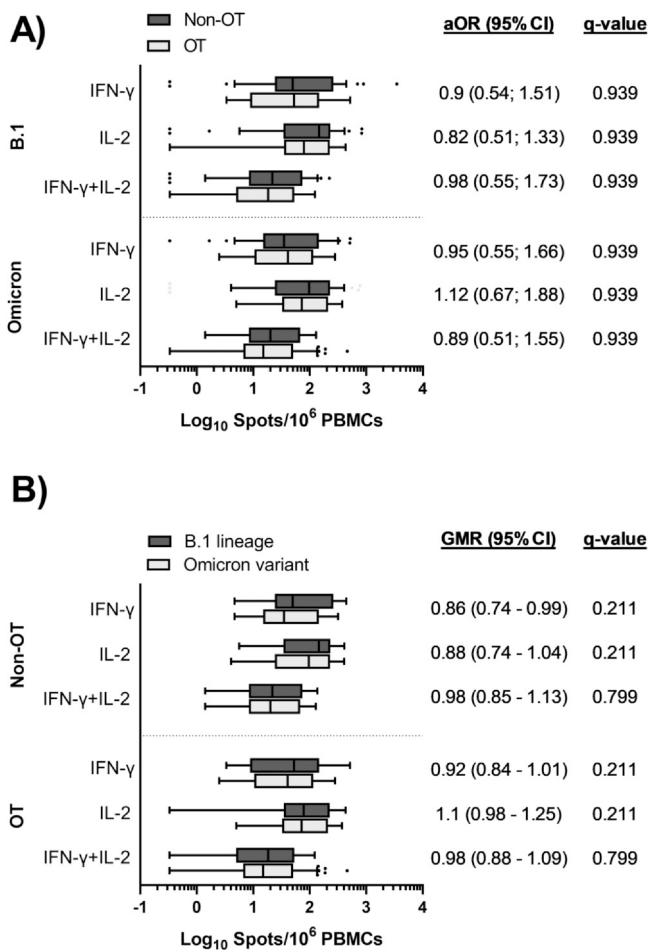 A)
Non-OT
OT
aOR (95% CI) q-value
B.1
IFN-γ 0.9 (0.54; 1.51) 0.939
IL-2 0.82 (0.51; 1.33) 0.939
IFN-γ+IL-2 0.98 (0.55; 1.73) 0.939
Omicron
IFN-γ 0.95 (0.55; 1.66) 0.939
IL-2 1.12 (0.67; 1.88) 0.939
IFN-γ+IL-2 0.89 (0.51; 1.55) 0.939
-1 0 1 2 3 4
Log₁₀ Spots/10⁶ PBMCs
B)
B.1 lineage
Omicron variant
GMR (95% CI) q-value
Non-OT
IFN-γ 0.86 (0.74 - 0.99) 0.211
IL-2 0.88 (0.74 - 1.04) 0.211
IFN-γ+IL-2 0.98 (0.85 - 1.13) 0.799
OT
IFN-γ 0.92 (0.84 - 1.01) 0.211
IL-2 1.1 (0.98 - 1.25) 0.211
IFN-γ+IL-2 0.98 (0.88 - 1.09) 0.799
-1 0 1 2 3 4
Log₁₀ Spots/10⁶ PBMCs